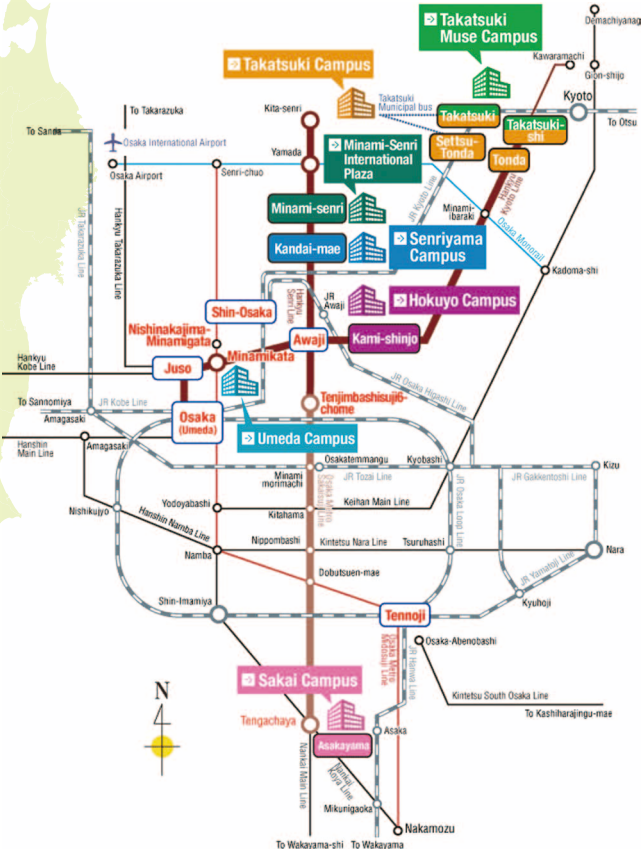 Demachiyanagi
Takatsuki
Muse Campus
Kawaramachi
Gion-shijo
Takatsuki Campus
Takatsuki
Municipal bus
Kyoto
To Otsu
To Takarazuka
Kita-senri
Takatsuki
Takatsuki-
shi
Settsu-
Tonda
Tonda
To Sanda
Osaka International Airport
Minami-Senri
International
Plaza
Yamada
Osaka Airport
Senri-chuo
JR Kyoto Line
Hankyu
Kyoto Line
Minami-
ibaraki
Osaka Monorail
Minami-senri
JR Takarazuka Line
Hankyu Takarazuka Line
Kandai-mae
Senriyama
Campus
Kadoma-shi
Hankyu
Senri Line
JR
Awaji
Hokuyo Campus
Shin-Osaka
Nishinakajima-
Minamigata
Awaji
Kami-shinjo
Minamikata
Hankyu
Kobe Line
Juso
JR Osaka Higashi Line
To Sannomiya
JR Kobe Line
Amagasaki
Osaka
(Umeda)
Tenjimbashisuji6-
chome
Umeda Campus
Hanshin
Main Line
Amagasaki
Osakatemmangu
Kyobashi
Kizu
Minami
morimachi
JR Tozai Line
JR Gakkentoshi Line
Osaka Metro
Sakaisuji Line
JR Osaka Loop Line
Nishikujyo
Yodoyabashi
Kitahama
Keihan Main Line
Hanshin Namba Line
Nippombashi
Kintetsu Nara Line
Tsuruhashi
Namba
Nara
Dobutsuen-mae
JR Yamatoji Line
Kyuhoji
Shin-Imamiya
Tennoji
Osaka Metro
Midosuji Line
JR Hanwa Line
Osaka-Abenobashi
Sakai Campus
Kintetsu South Osaka Line
To Kashiharajingu-mae
N
Tengachaya
Asaka
Asakayama
Nankai Main Line
Nankai
Koya Line
Mikunigaoka
Nakamozu
To Wakayama-shi
To Wakayama